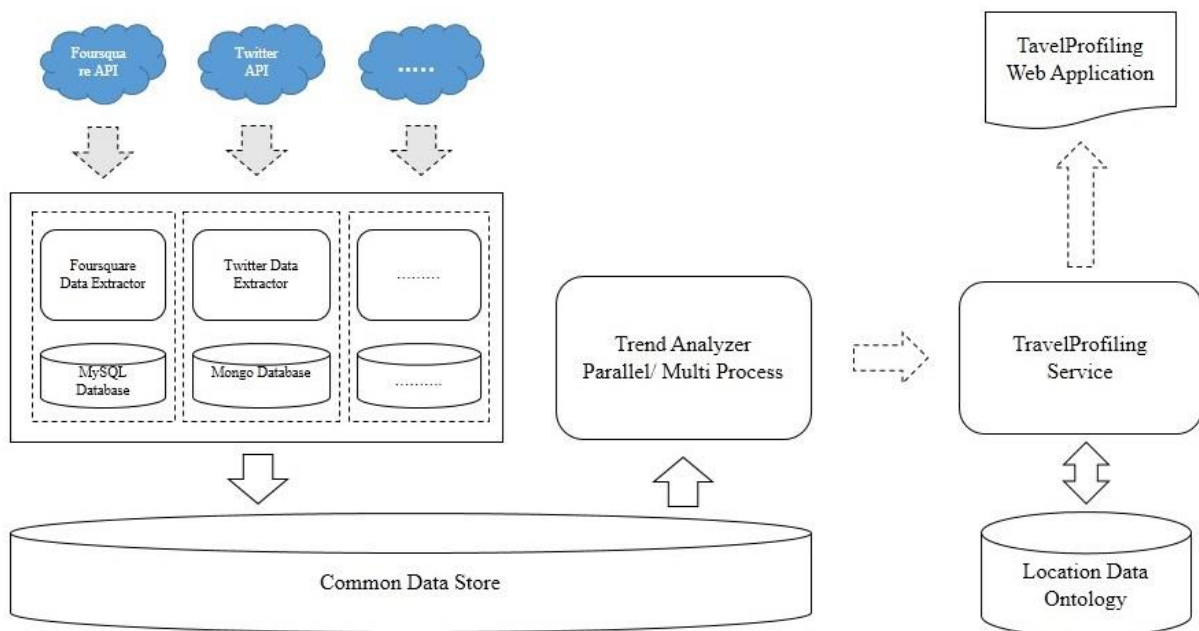 Foursqua
re API
Twitter
API
.....
TavelProfiling
Web Application
Foursquare
Data Extractor
Twitter Data
Extractor
.........
MySQL
Database
Mongo Database
..........
Trend Analyzer
Parallel/ Multi Process
TravelProfiling
Service
Common Data Store
Location Data
Ontology